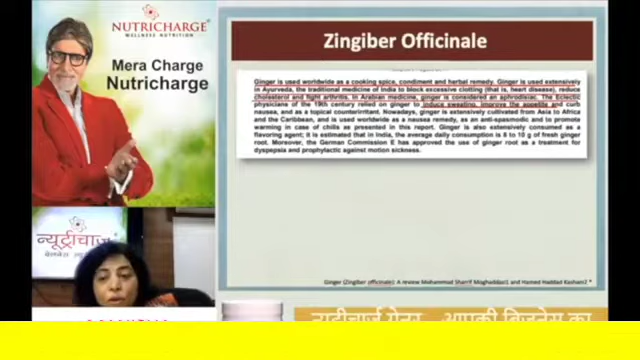 NUTRICHARGE
WELLNESS NUTRITION
Mera Charge
Nutricharge
न्यूट्रीचार्ज
Zingiber Officinale
Ginger is used worldwide as a cooking spice, condiment and herbal remedy. Ginger is used extensively
in Ayurveda, the traditional medicine of India to block excessive clotting (that is, heart disease), reduce
cholesterol and fight arthritis. In Arabian medicine, ginger is considered an aphrodisiac. The Eclectic
physicians of the 19th century relied on ginger to induce sweating, improve the appetite and curb
nausea, and as a topical counterirritant. Nowadays, ginger is extensively cultivated from Asia to Africa
and the Caribbean, and is used worldwide as a nausea remedy, as an anti-spasmodic and to promote
warming in case of chills as presented in this report. Ginger is also extensively consumed as a
flavoring agent; it is estimated that in India, the average daily consumption is 8 to 10 g of fresh ginger
root. Moreover, the German Commission E has approved the use of ginger root as a treatment for
dyspepsia and prophylactic against motion sickness.
Ginger (Zingiber officinale): A review Mohammad Sharrif Moghaddasi1 and Hamed Haddad Kashani2 *
न्यूट्रीचार्ज
आपकी बिज़नेस का